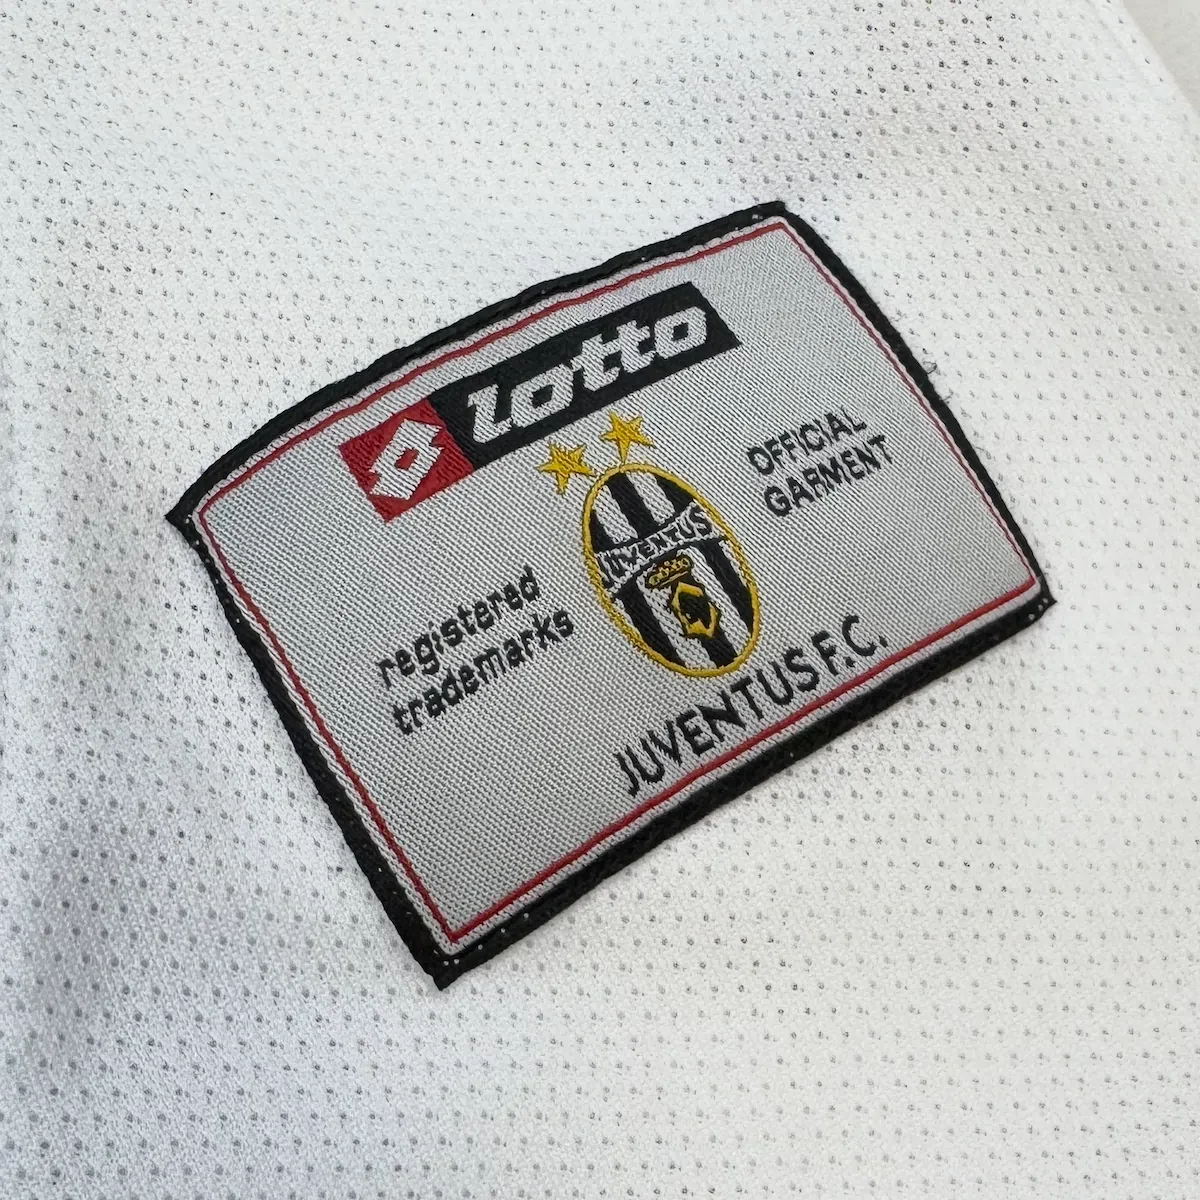 lotto
OFFICIAL
GARMENT
JUVENTUS
registered
trademarks
JUVENTUS F.C.